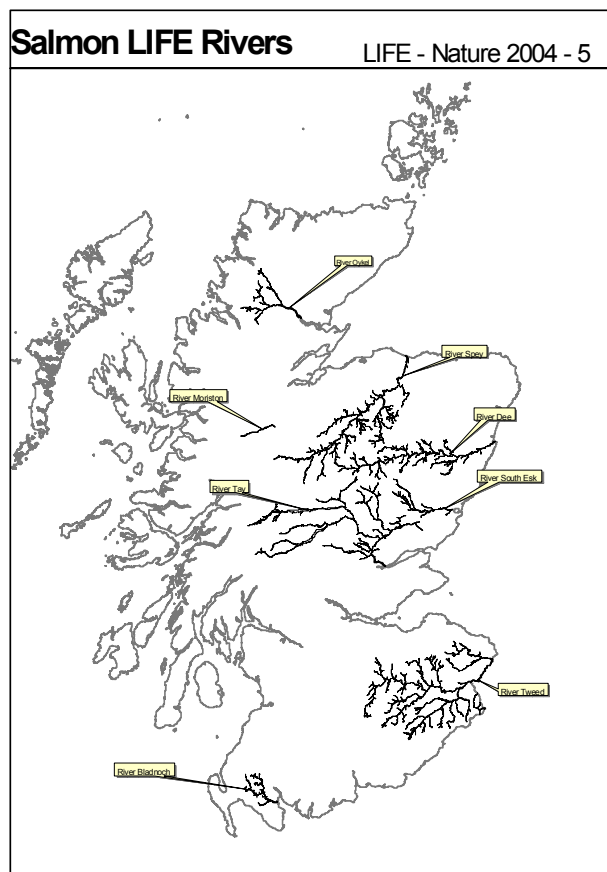 Salmon LIFE Rivers
LIFE - Nature 2004 - 5
River Oykel
River Spey
River Moriston
River Dee
River Tay
River South Esk
River Tweed
River Bladnoch